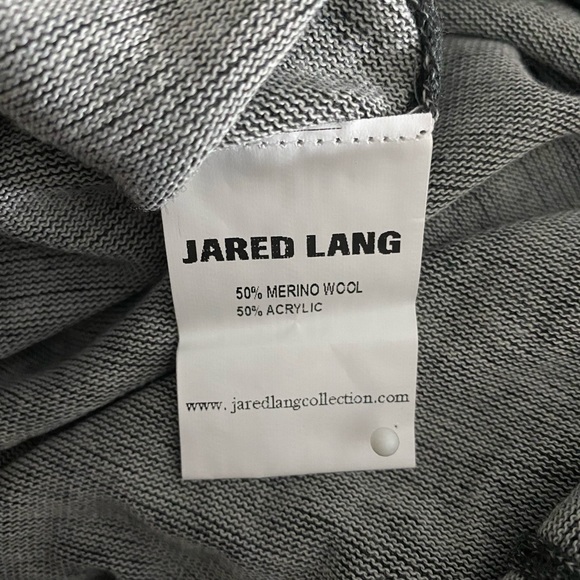 JARED LANG
50% MERINO WOOL
50% ACRYLIC
www.jaredlangcollection.com